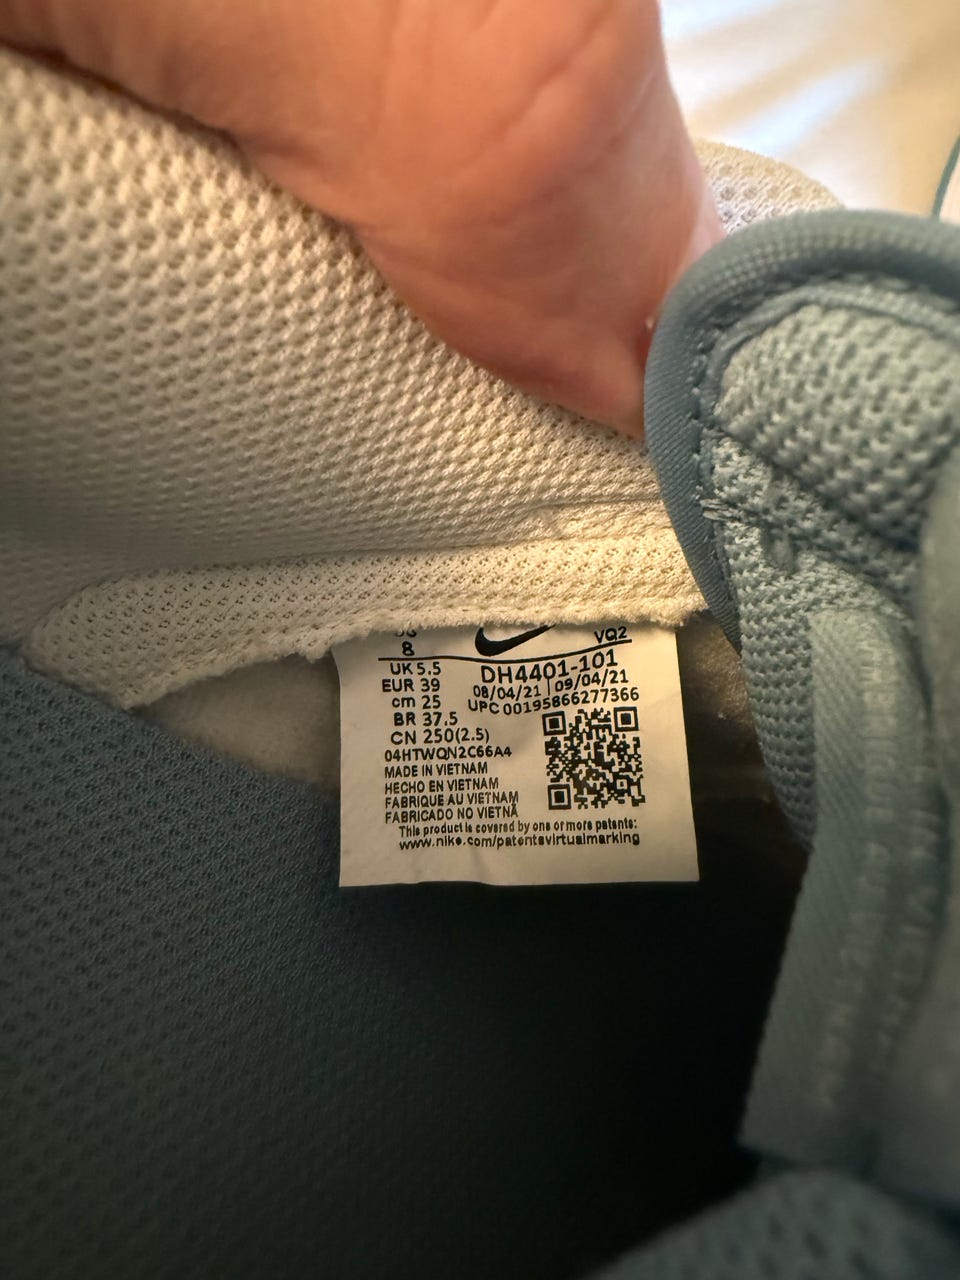 8
VQ2
UK 5.5
EUR 39
cm 25
BR 37.5
CN 250(2.5)
DH4401-101
08/04/21 | 09/04/21
UPC 00195866277366
04HTWQN2C66A4
MADE IN VIETNAM
HECHO EN VIETNAM
FABRIQUE AU VIETNAM
FABRICADO NO VIETNÃ
This product is covered by one or more patents:
www.nike.com/patentsvirtualmarking